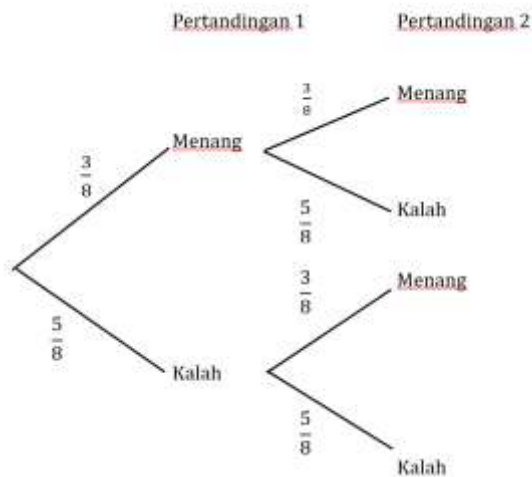 Pertandingan 1 Pertandingan 2
3/8
Menang
Menang
3/8
5/8
Kalah
3/8
Menang
5/8
Kalah
5/8
Kalah